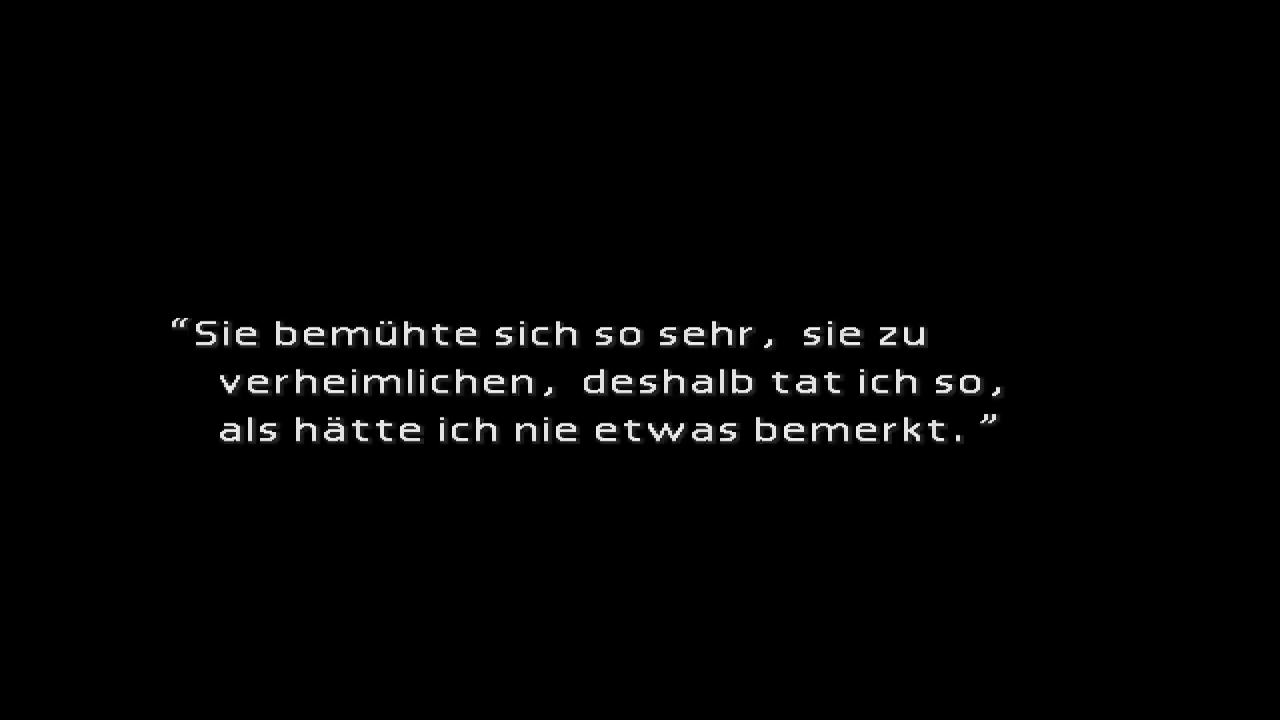 “Sie bemühte sich so sehr, sie zu
verheimlichen, deshalb tat ich so,
als hätte ich nie etwas bemerkt.”